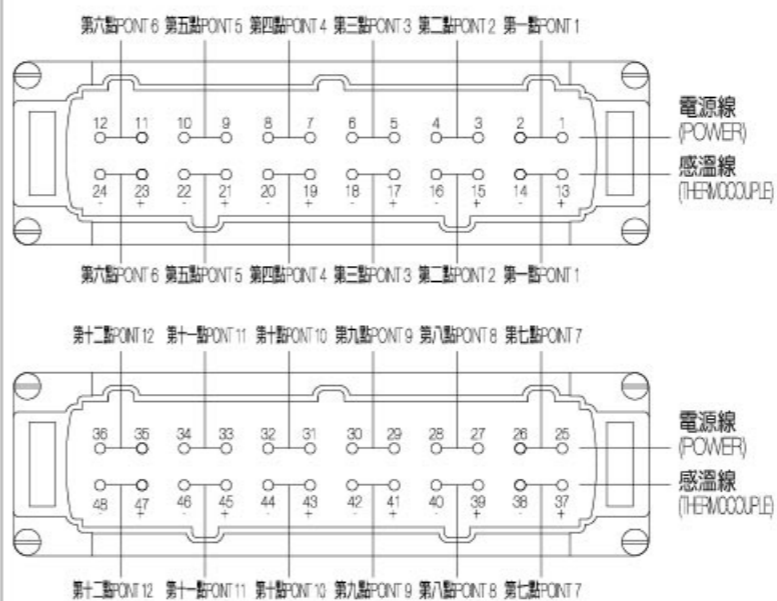 第六點POINT 6 第五點POINT 5 第四點POINT 4 第三點POINT 3 第二點POINT 2 第一點POINT 1
12 11 10 9 8 7 6 5 4 3 2 1
電源線
(POWER)
感溫線
(THERMOCOUPLE)
24 23 22 21 20 19 18 17 16 15 14 13
- + - + - + - + - + - +
第六點POINT 6 第五點POINT 5 第四點POINT 4 第三點POINT 3 第二點POINT 2 第一點POINT 1
第十二點POINT 12 第十一點POINT 11 第十點POINT 10 第九點POINT 9 第八點POINT 8 第七點POINT 7
36 35 34 33 32 31 30 29 28 27 26 25
電源線
(POWER)
感溫線
(THERMOCOUPLE)
48 47 46 45 44 43 42 41 40 39 38 37
- + - + - + - + - + - +
第十二點POINT 12 第十一點POINT 11 第十點POINT 10 第九點POINT 9 第八點POINT 8 第七點POINT 7